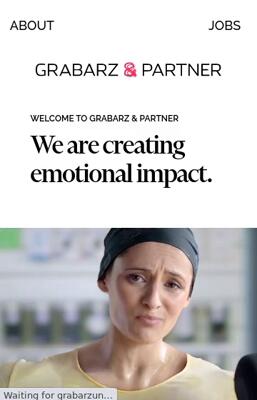 ABOUT JOBS
GRABARZ & PARTNER
WELCOME TO GRABARZ & PARTNER
We are creating
emotional impact.
Waiting for grabarzun...